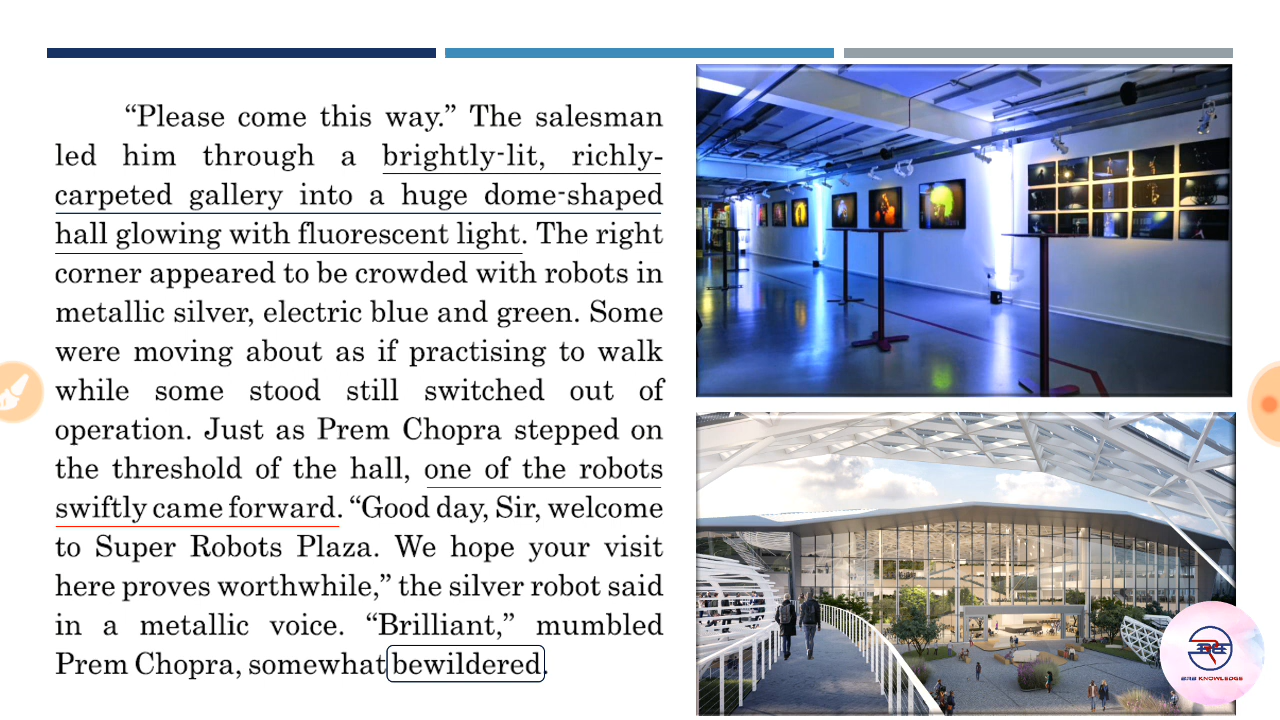 “Please come this way.” The salesman
led him through a brightly-lit, richly-
carpeted gallery into a huge dome-shaped
hall glowing with fluorescent light. The right
corner appeared to be crowded with robots in
metallic silver, electric blue and green. Some
were moving about as if practising to walk
while some stood still switched out of
operation. Just as Prem Chopra stepped on
the threshold of the hall, one of the robots
swiftly came forward. “Good day, Sir, welcome
to Super Robots Plaza. We hope your visit
here proves worthwhile,” the silver robot said
in a metallic voice. “Brilliant,” mumbled
Prem Chopra, somewhat bewildered.
KNOWLEDGE